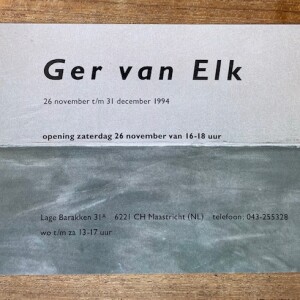 Ger van Elk
26 november t/m 31 december 1994
opening zaterdag 26 november van 16-18 uur
Lage Barakken 31ᴬ 6221 CH Maastricht (NL) telefoon: 043-255328
wo t/m za 13-17 uur